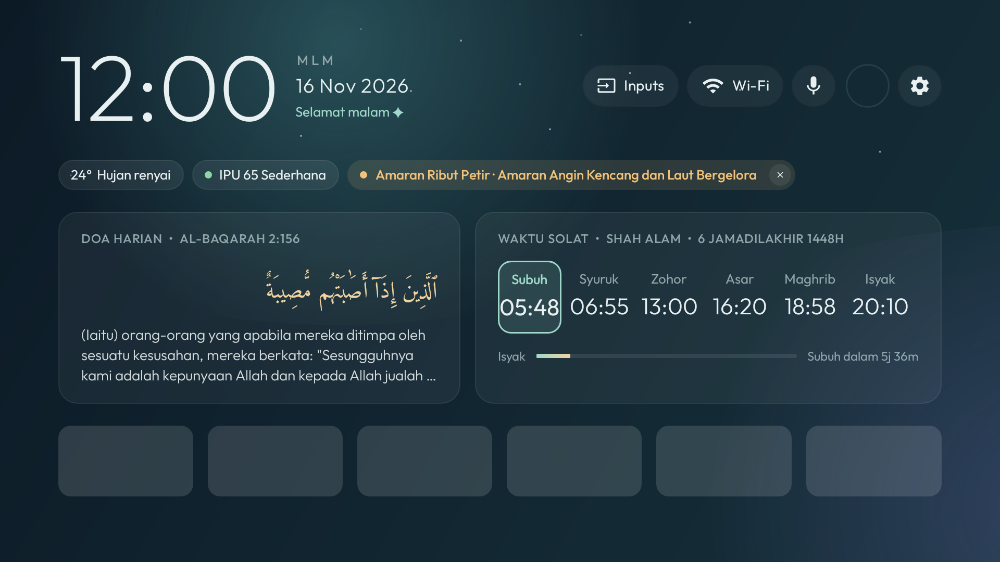 12:00
MLM
16 Nov 2026
Selamat malam
Inputs
Wi-Fi
24° Hujan renyai
IPU 65 Sederhana
Amaran Ribut Petir · Amaran Angin Kencang dan Laut Bergelora
DOA HARIAN • AL-BAQARAH 2:156
ٱلَّذِينَ إِذَآ أَصَٰبَتْهُم مُّصِيبَةٌ
(Iaitu) orang-orang yang apabila mereka ditimpa oleh
sesuatu kesusahan, mereka berkata: "Sesungguhnya
kami adalah kepunyaan Allah dan kepada Allah jualah ...
WAKTU SOLAT • SHAH ALAM • 6 JAMADILAKHIR 1448H
Subuh Syuruk Zohor Asar Maghrib Isyak
05:48 06:55 13:00 16:20 18:58 20:10
Isyak
Subuh dalam 5j 36m